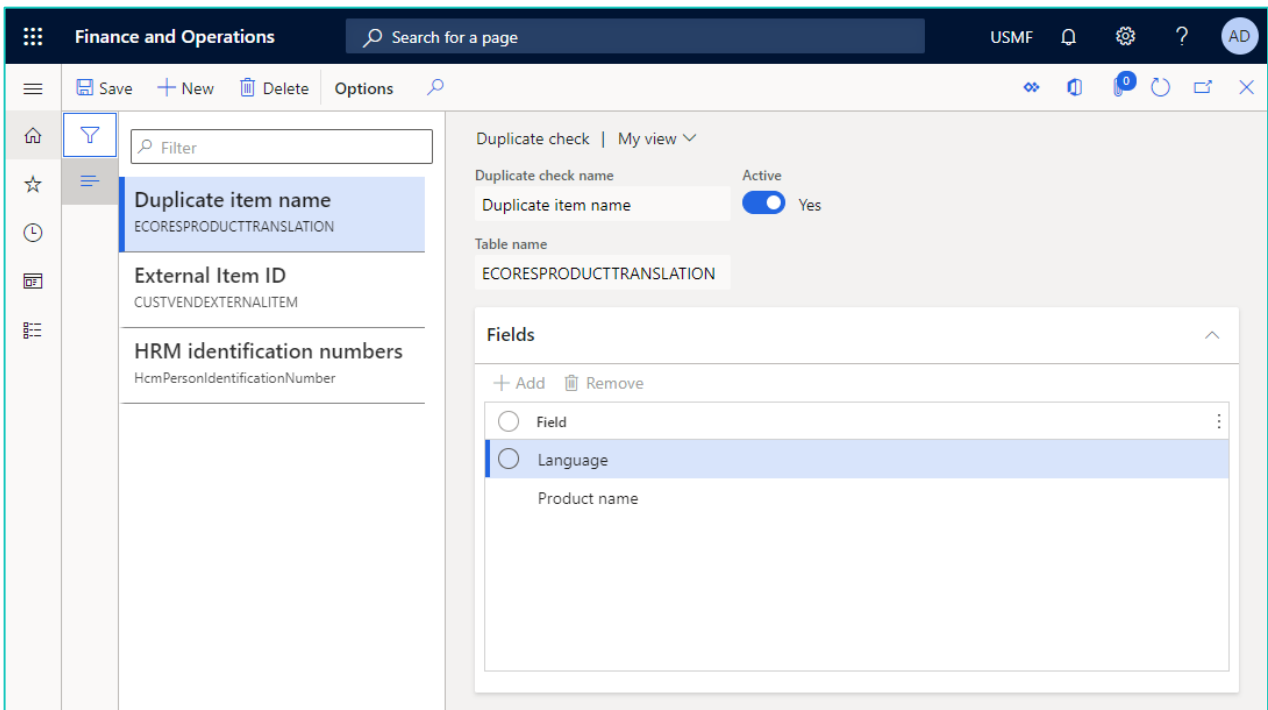 Finance and Operations
Search for a page
USMF
AD
Save
New
Delete
Options
0
Filter
Duplicate item name
ECORESPRODUCTTRANSLATION
External Item ID
CUSTVENDEXTERNALITEM
HRM identification numbers
HcmPersonIdentificationNumber
Duplicate check | My view
Duplicate check name
Active
Duplicate item name
Yes
Table name
ECORESPRODUCTTRANSLATION
Fields
Add
Remove
Field
Language
Product name